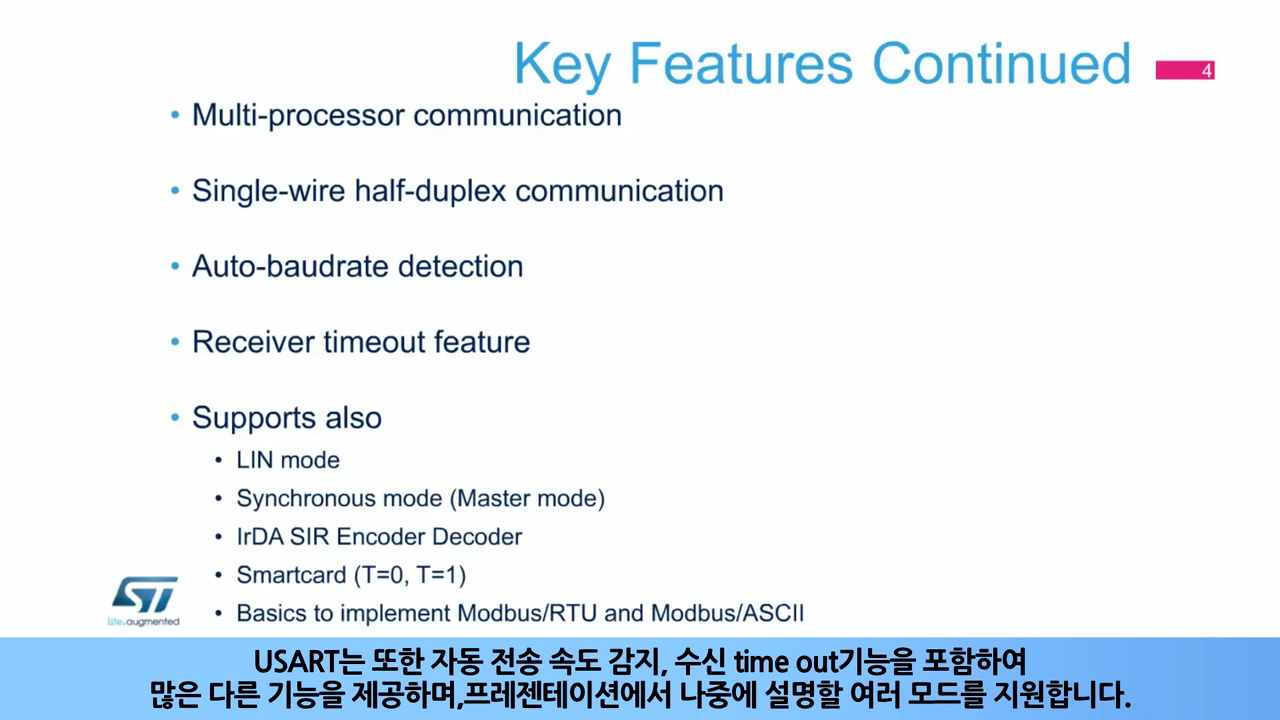 Key Features Continued
4
• Multi-processor communication
• Single-wire half-duplex communication
• Auto-baudrate detection
• Receiver timeout feature
• Supports also
• LIN mode
• Synchronous mode (Master mode)
• IrDA SIR Encoder Decoder
• Smartcard (T=0, T=1)
• Basics to implement Modbus/RTU and Modbus/ASCII
ST
life.augmented
USART는 또한 자동 전송 속도 감지, 수신 time out기능을 포함하여
많은 다른 기능을 제공하며,프레젠테이션에서 나중에 설명할 여러 모드를 지원합니다.